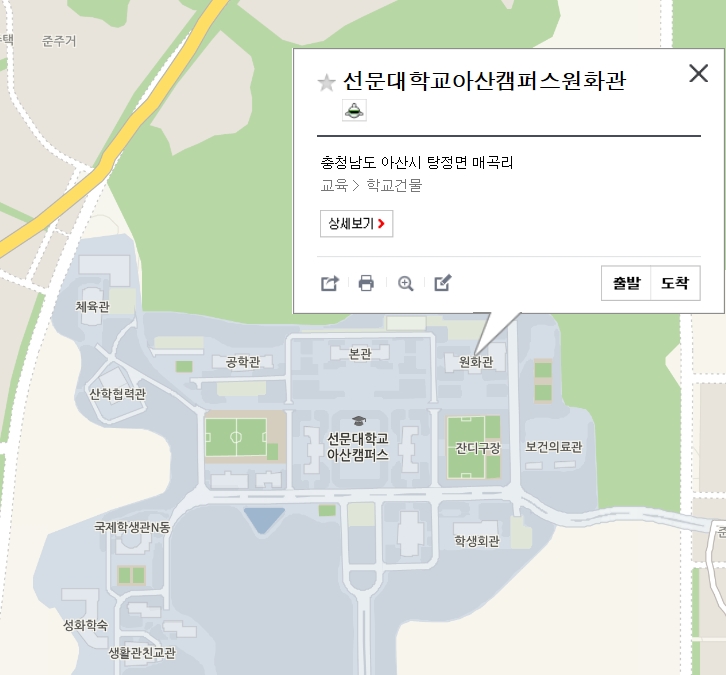 택
준주거
선문대학교아산캠퍼스원화관
충청남도 아산시 탕정면 매곡리
교육 > 학교건물
상세보기
출발 도착
체육관
공학관
본관
원화관
산학협력관
선문대학교
아산캠퍼스
잔디구장
보건의료관
국제학생관N동
학생회관
준
성화학숙
생활관친교관